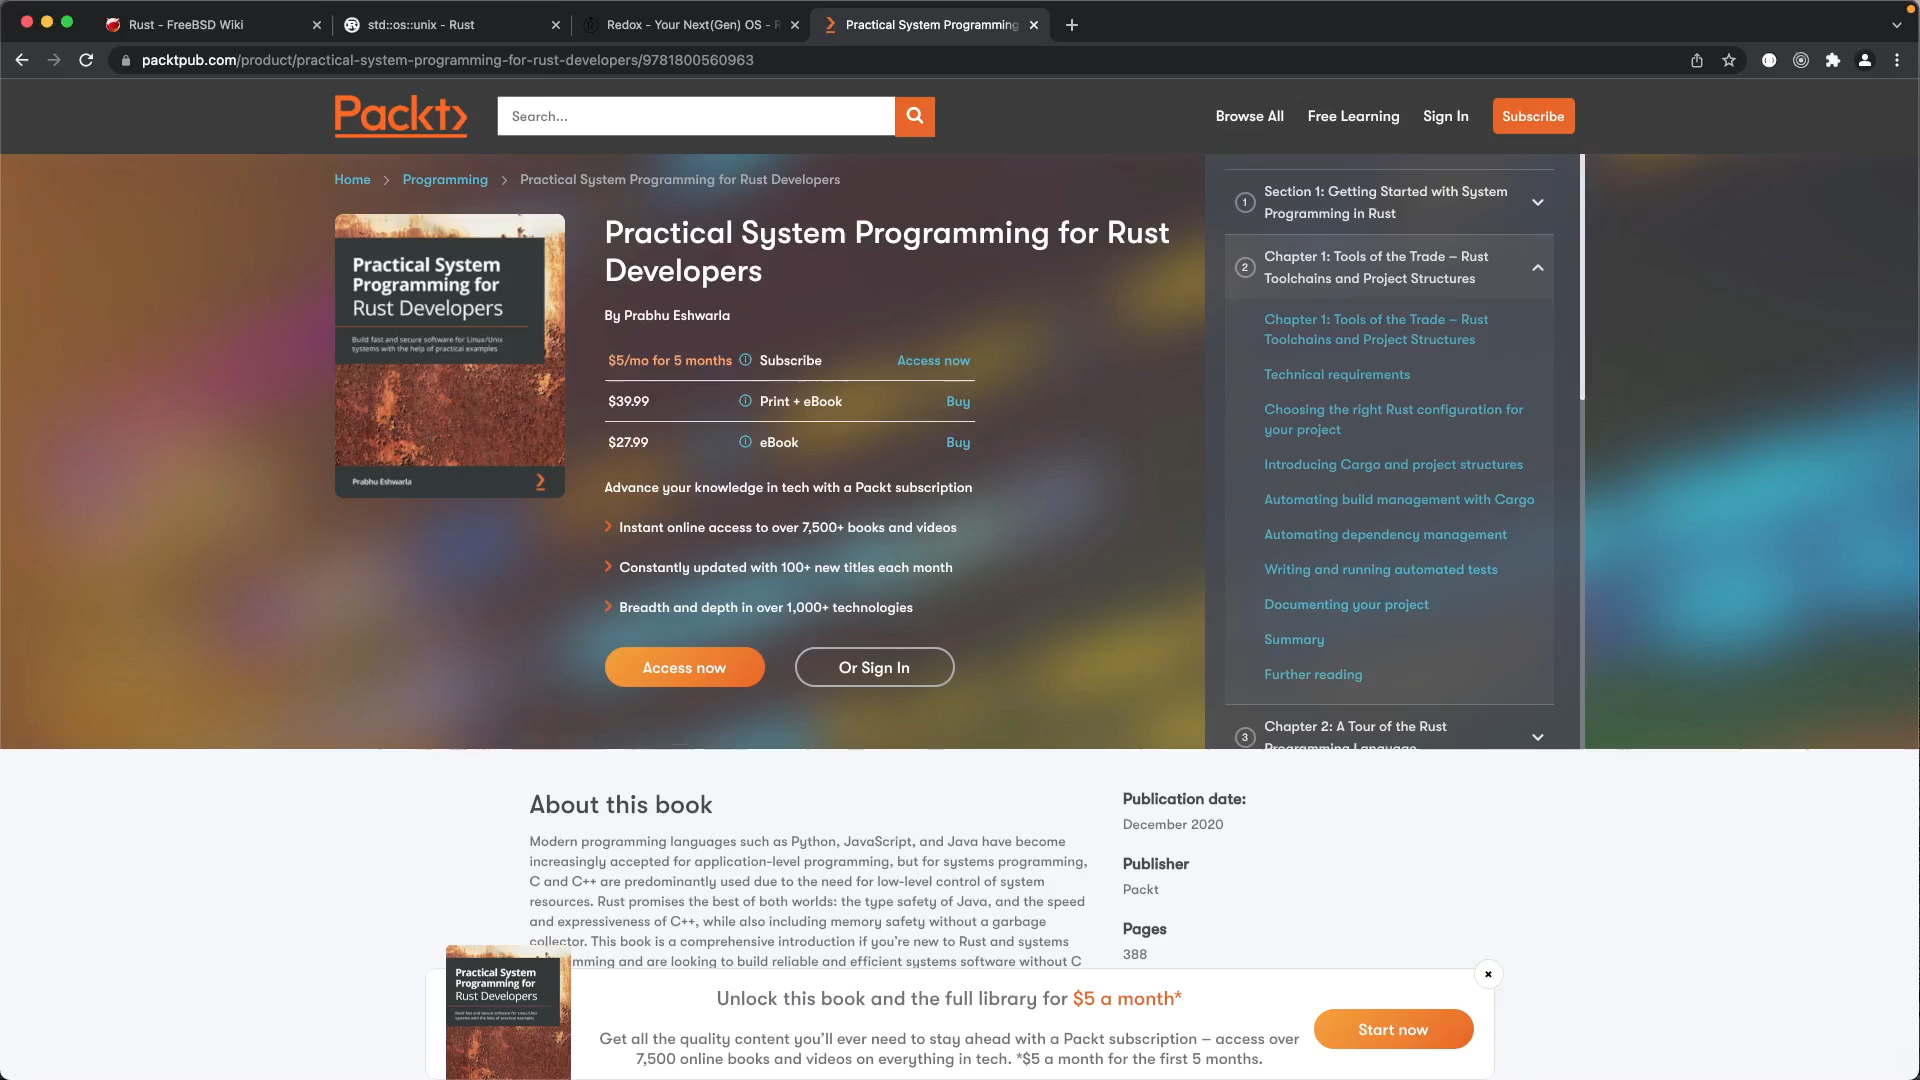 Rust - FreeBSD Wiki
std::os::unix - Rust
Redox - Your Next(Gen) OS - R
Practical System Programming
packtpub.com/product/practical-system-programming-for-rust-developers/9781800560963
Packt
Search...
Browse All
Free Learning
Sign In
Subscribe
Home
Programming
Practical System Programming for Rust Developers
Practical System
Programming for
Rust Developers
Build fast and secure software for Linux/Unix
systems with the help of practical examples
Prabhu Eshwarla
Practical System Programming for Rust
Developers
By Prabhu Eshwarla
$5/mo for 5 months Subscribe Access now
$39.99 Print + eBook Buy
$27.99 eBook Buy
Advance your knowledge in tech with a Packt subscription
Instant online access to over 7,500+ books and videos
Constantly updated with 100+ new titles each month
Breadth and depth in over 1,000+ technologies
Access now
Or Sign In
1
Section 1: Getting Started with System
Programming in Rust
2
Chapter 1: Tools of the Trade – Rust
Toolchains and Project Structures
Chapter 1: Tools of the Trade – Rust
Toolchains and Project Structures
Technical requirements
Choosing the right Rust configuration for
your project
Introducing Cargo and project structures
Automating build management with Cargo
Automating dependency management
Writing and running automated tests
Documenting your project
Summary
Further reading
3
Chapter 2: A Tour of the Rust
Programming Language
About this book
Modern programming languages such as Python, JavaScript, and Java have become
increasingly accepted for application-level programming, but for systems programming,
C and C++ are predominantly used due to the need for low-level control of system
resources. Rust promises the best of both worlds: the type safety of Java, and the speed
and expressiveness of C++, while also including memory safety without a garbage
collector. This book is a comprehensive introduction if you're new to Rust and systems
mming and are looking to build reliable and efficient systems software without C
Publication date:
December 2020
Publisher
Packt
Pages
388
Practical System
Programming for
Rust Developers
Unlock this book and the full library for $5 a month*
Get all the quality content you'll ever need to stay ahead with a Packt subscription – access over
7,500 online books and videos on everything in tech. *$5 a month for the first 5 months.
Start now